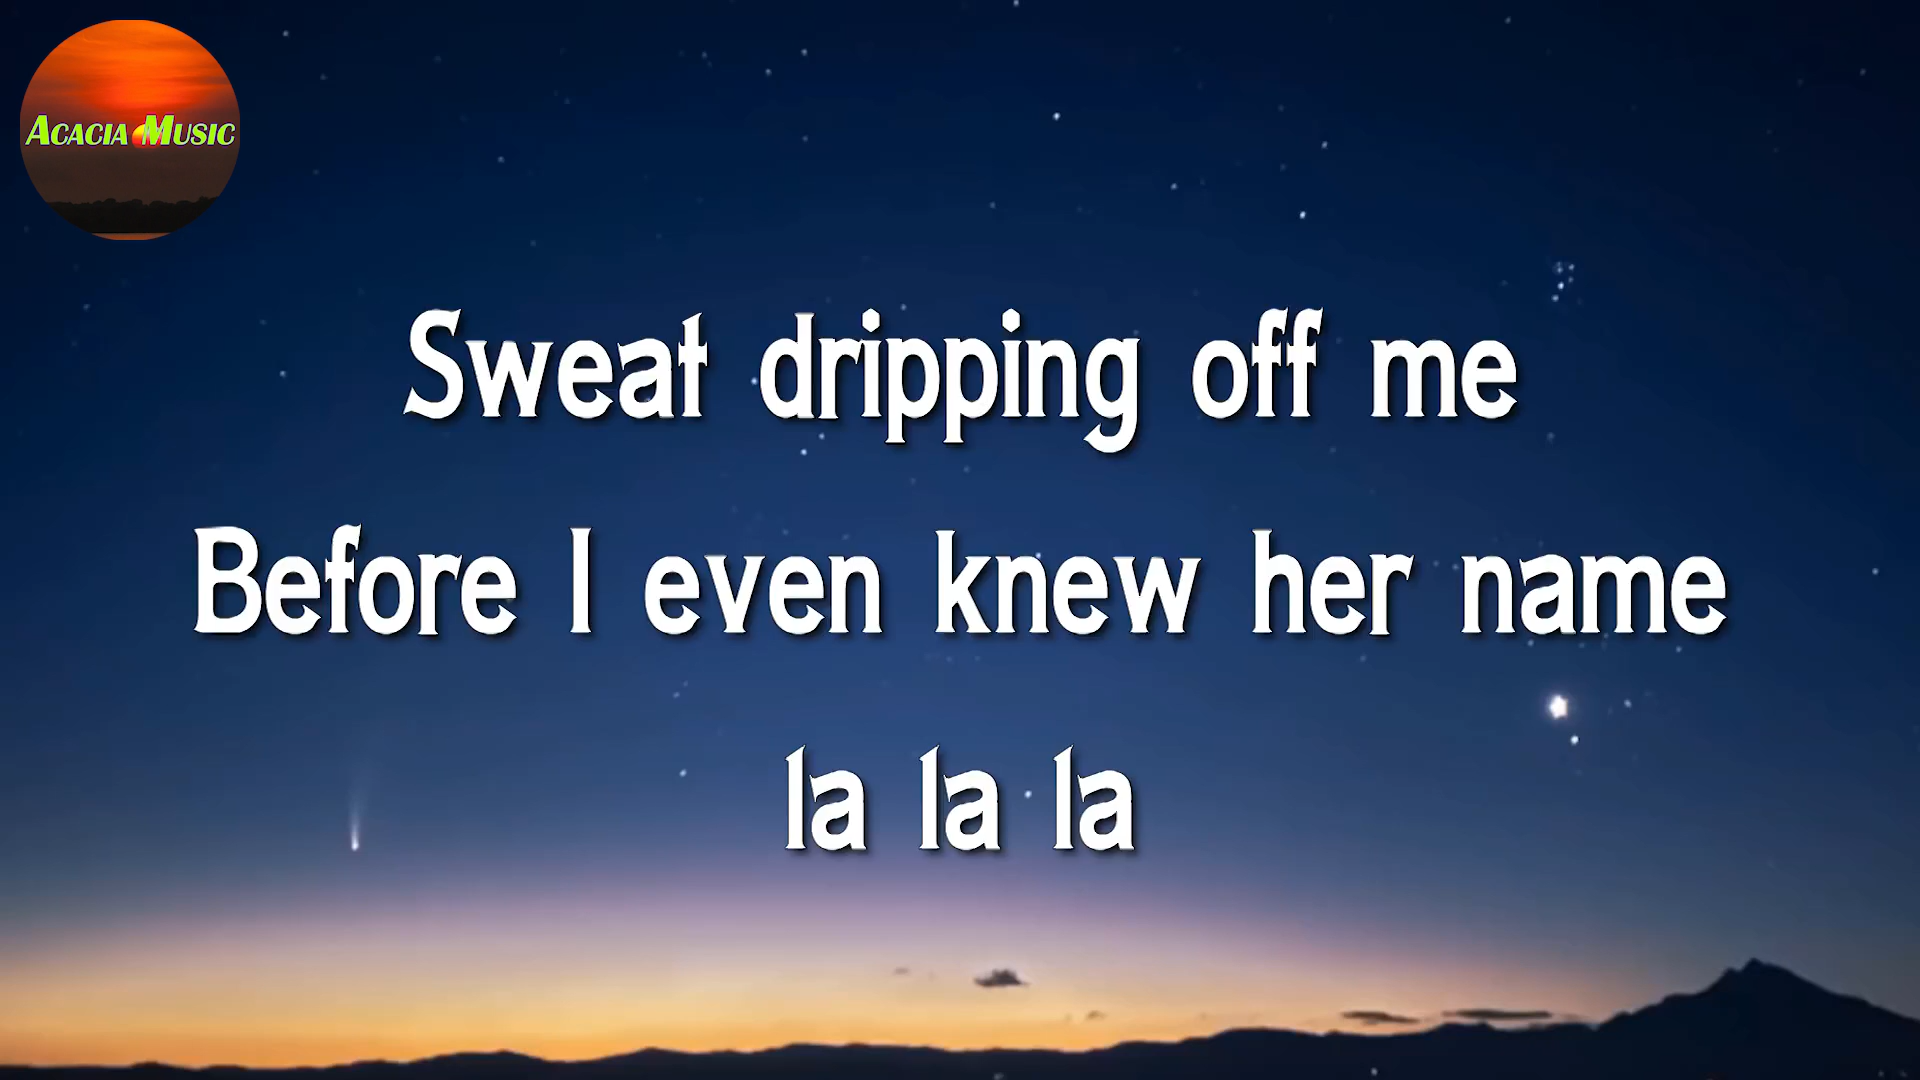 Acacia Music
Sweat dripping off me
Before I even knew her name
la la la